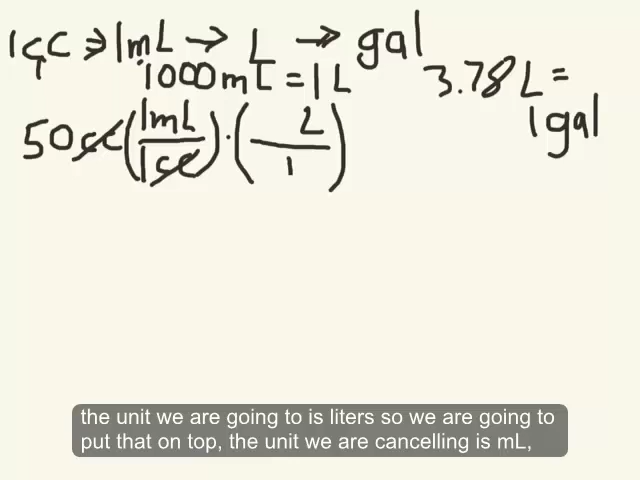 1cc → 1mL → L → gal
1000mL = 1L 3.78L =
1gal
50cc (1mL/1cc) · (L/1)
the unit we are going to is liters so we are going to
put that on top, the unit we are cancelling is mL,